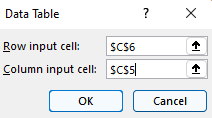 Data Table ? ×
Row input cell: $C$6
Column input cell: $C$5
OK Cancel